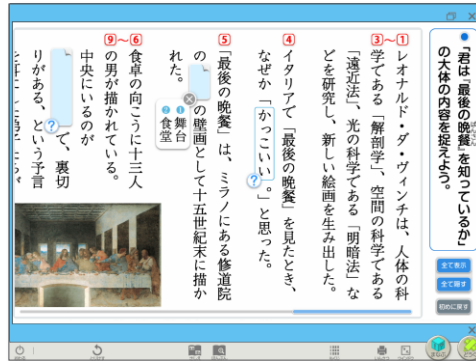 「君は『最後の晩餐』を知っているか」
の大体の内容を捉えよう。
1～3
レオナルド・ダ・ヴィンチは、人体の科
学である「解剖学」、空間の科学である
「遠近法」、光の科学である「明暗法」な
どを研究し、新しい絵画を生み出した。
4
イタリアで「最後の晩餐」を見たとき、
なぜか「かっこいい。」と思った。
?
5
「最後の晩餐」は、ミラノにある修道院
の の壁画として十五世紀末に描か
れた。
1 舞台
2 食堂
6～9
食卓の向こうに十三人
の男が描かれている。
中央にいるのが
で、裏切
?
りがある、という予言
全て表示
全て隠す
初めに戻す